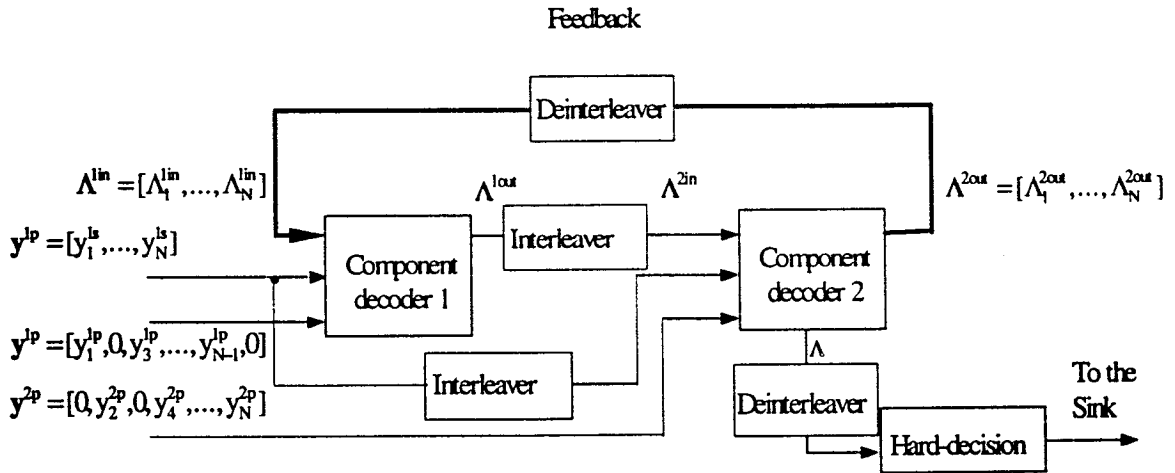 Feedback
Deinterleaver
Λ^{1in} = [Λ_1^{1in},...,Λ_N^{1in}]
Λ^{1out}
Λ^{2in}
Λ^{2out} = [Λ_1^{2out},...,Λ_N^{2out}]
y^{1p} = [y_1^{1s},...,y_N^{1s}]
Component
decoder 1
Interleaver
Component
decoder 2
y^{1p} = [y_1^{1p},0,y_3^{1p},...,y_{N-1}^{1p},0]
y^{2p} = [0,y_2^{2p},0,y_4^{2p},...,y_N^{2p}]
Interleaver
Λ
Deinterleaver
Hard-decision
To the
Sink